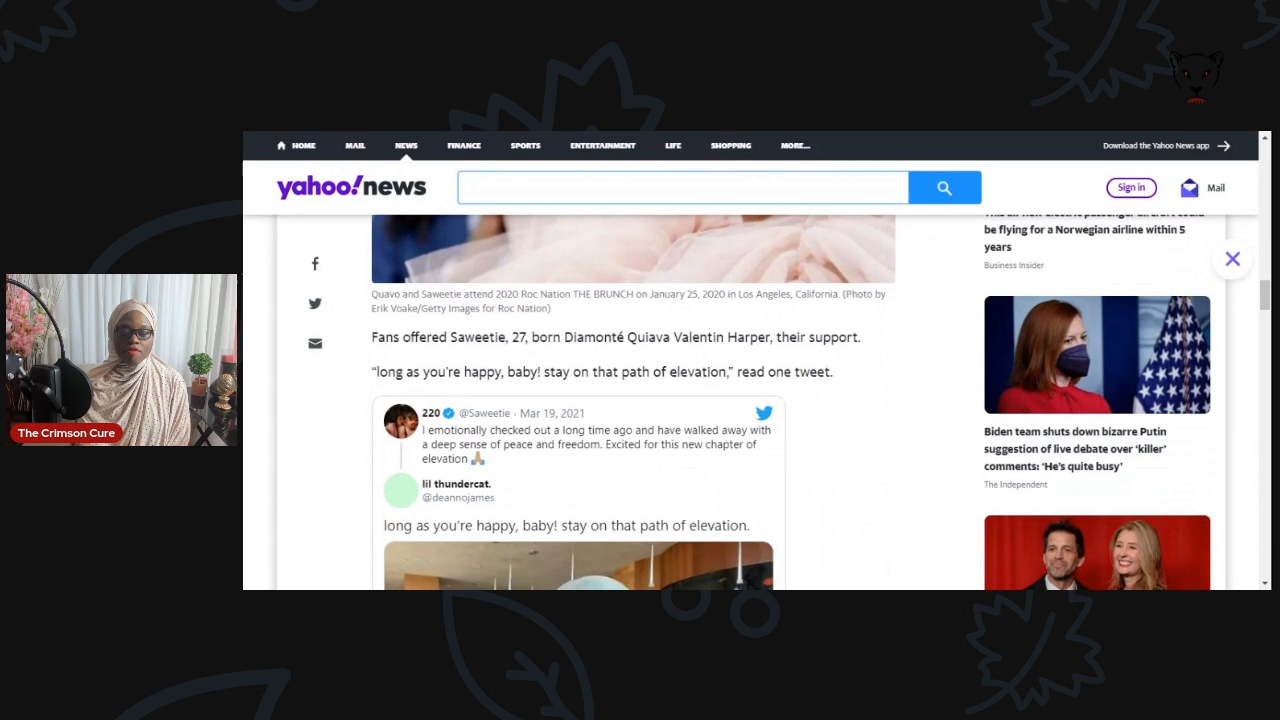 HOME MAIL NEWS FINANCE SPORTS ENTERTAINMENT LIFE SHOPPING MORE... Download the Yahoo News app
yahoo!news Sign in Mail
Quavo and Saweetie attend 2020 Roc Nation THE BRUNCH on January 25, 2020 in Los Angeles, California. (Photo by
Erik Voake/Getty Images for Roc Nation)
Fans offered Saweetie, 27, born Diamonté Quiava Valentin Harper, their support.
“long as you're happy, baby! stay on that path of elevation,” read one tweet.
220 @Saweetie · Mar 19, 2021
I emotionally checked out a long time ago and have walked away with
a deep sense of peace and freedom. Excited for this new chapter of
elevation 🙏🏼
lil thundercat.
@deannojames
long as you're happy, baby! stay on that path of elevation.
be flying for a Norwegian airline within 5
years
Business Insider
Biden team shuts down bizarre Putin
suggestion of live debate over ‘killer’
comments: ‘He’s quite busy’
The Independent
The Crimson Cure